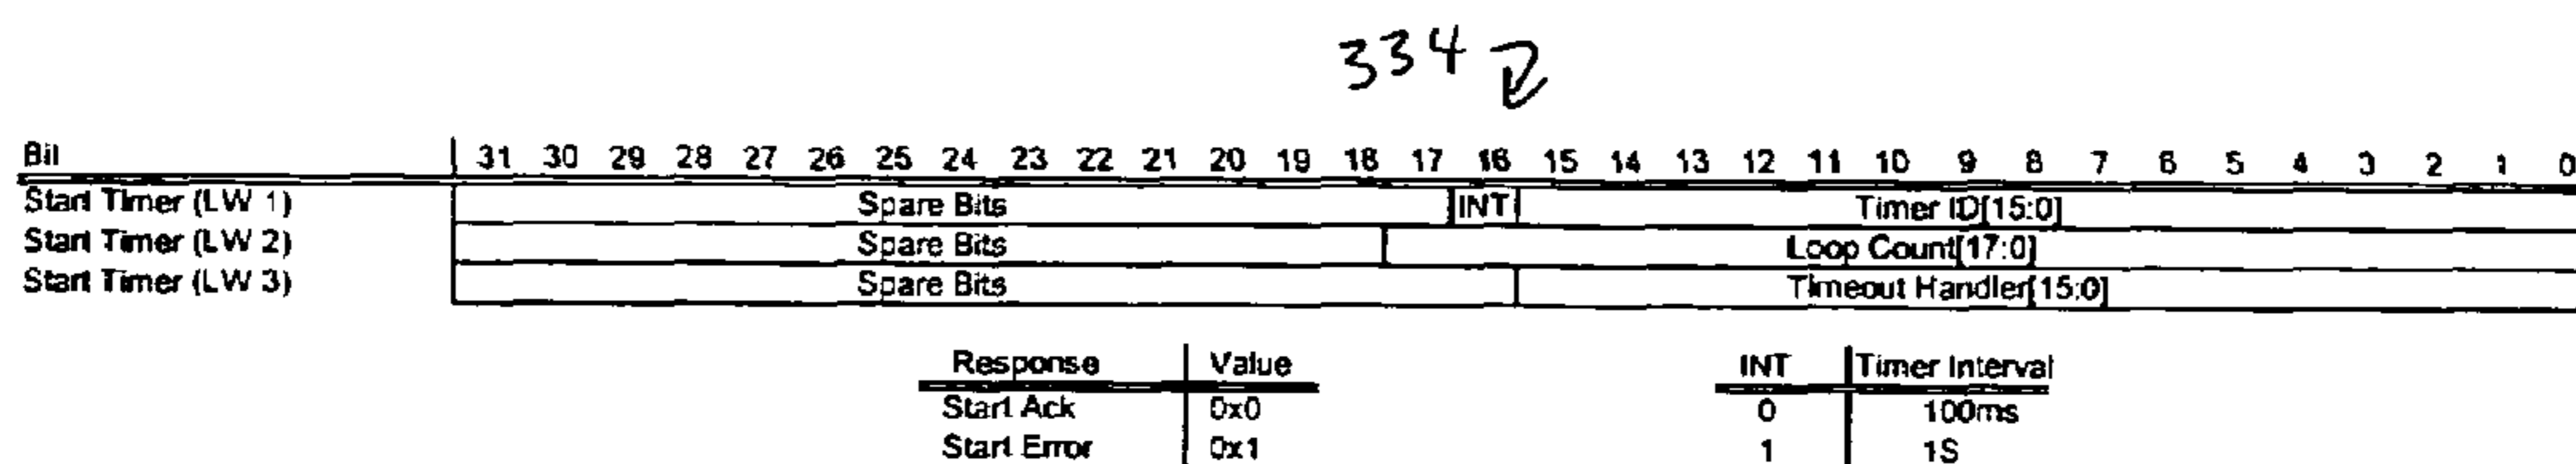 334
Bit 31 30 29 28 27 26 25 24 23 22 21 20 19 18 17 16 15 14 13 12 11 10 9 8 7 6 5 4 3 2 1 0
Start Timer (LW 1) Spare Bits INT Timer ID[15:0]
Start Timer (LW 2) Spare Bits Loop Count[17:0]
Start Timer (LW 3) Spare Bits Timeout Handler[15:0]
Response Value INT Timer Interval
Start Ack 0x0 0 100ms
Start Error 0x1 1 1S